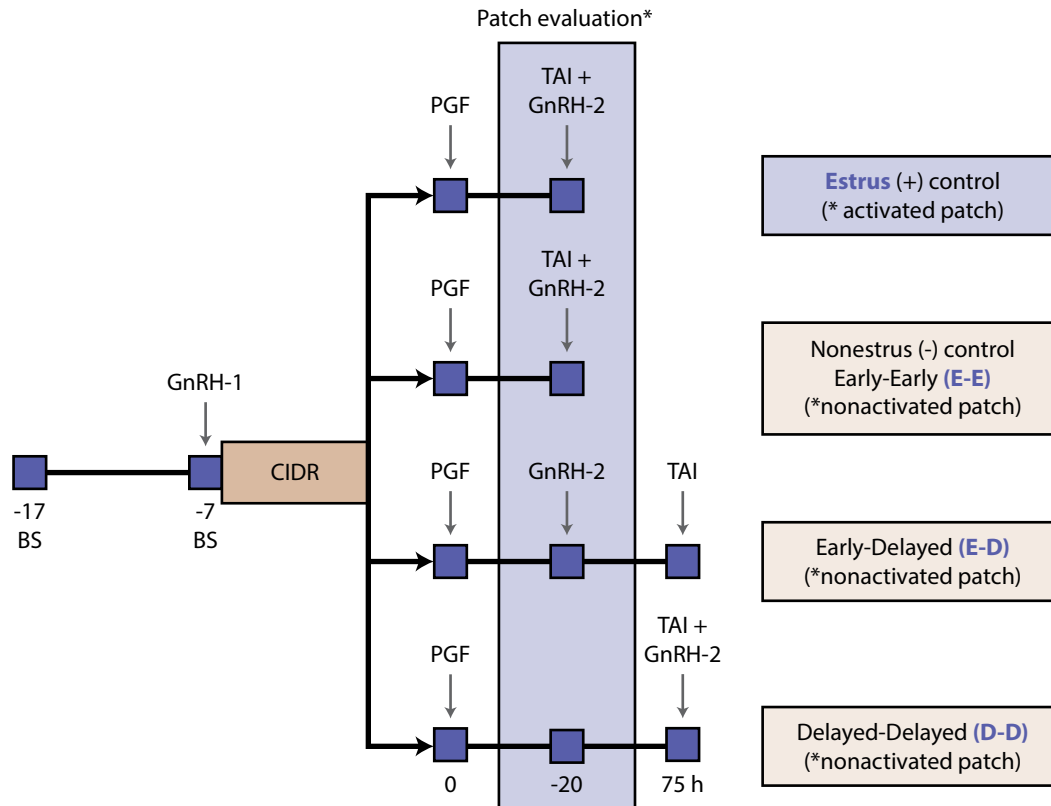 Patch evaluation*
PGF
TAI +
GnRH-2
Estrus (+) control
(* activated patch)
PGF
TAI +
GnRH-2
Nonestrus (-) control
Early-Early (E-E)
(*nonactivated patch)
GnRH-1
CIDR
-17
BS
-7
BS
PGF
GnRH-2
TAI
Early-Delayed (E-D)
(*nonactivated patch)
PGF
TAI +
GnRH-2
Delayed-Delayed (D-D)
(*nonactivated patch)
0
-20
75 h